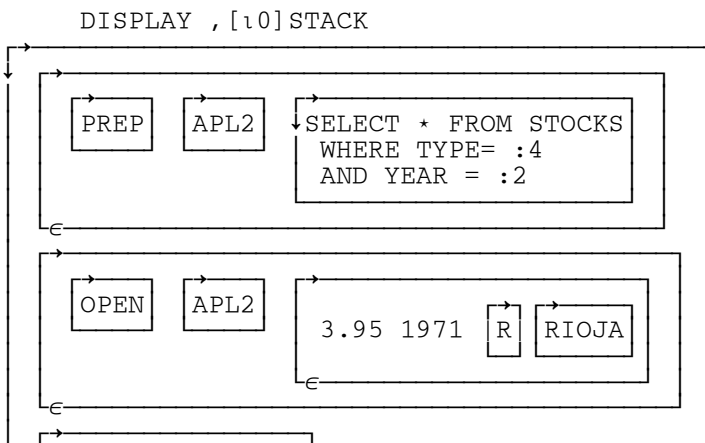 DISPLAY ,[⍳0]STACK
PREP APL2 SELECT * FROM STOCKS
WHERE TYPE= :4
AND YEAR = :2
OPEN APL2 3.95 1971 R RIOJA